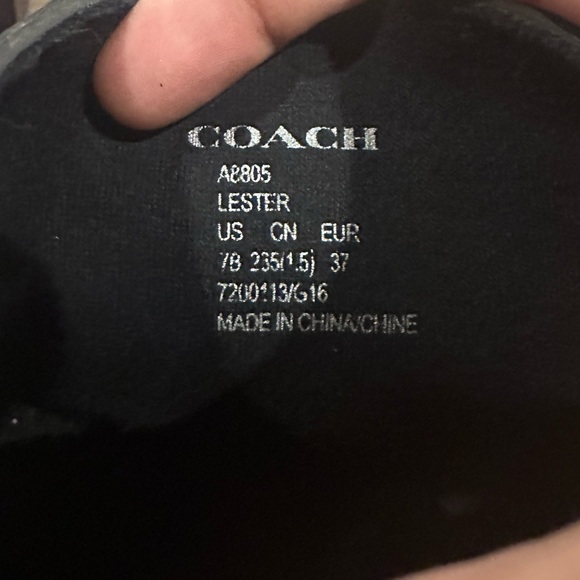 COACH
A8805
LESTER
US CN EUR
7B 235(1.5) 37
7200113/G16
MADE IN CHINA/CHINE